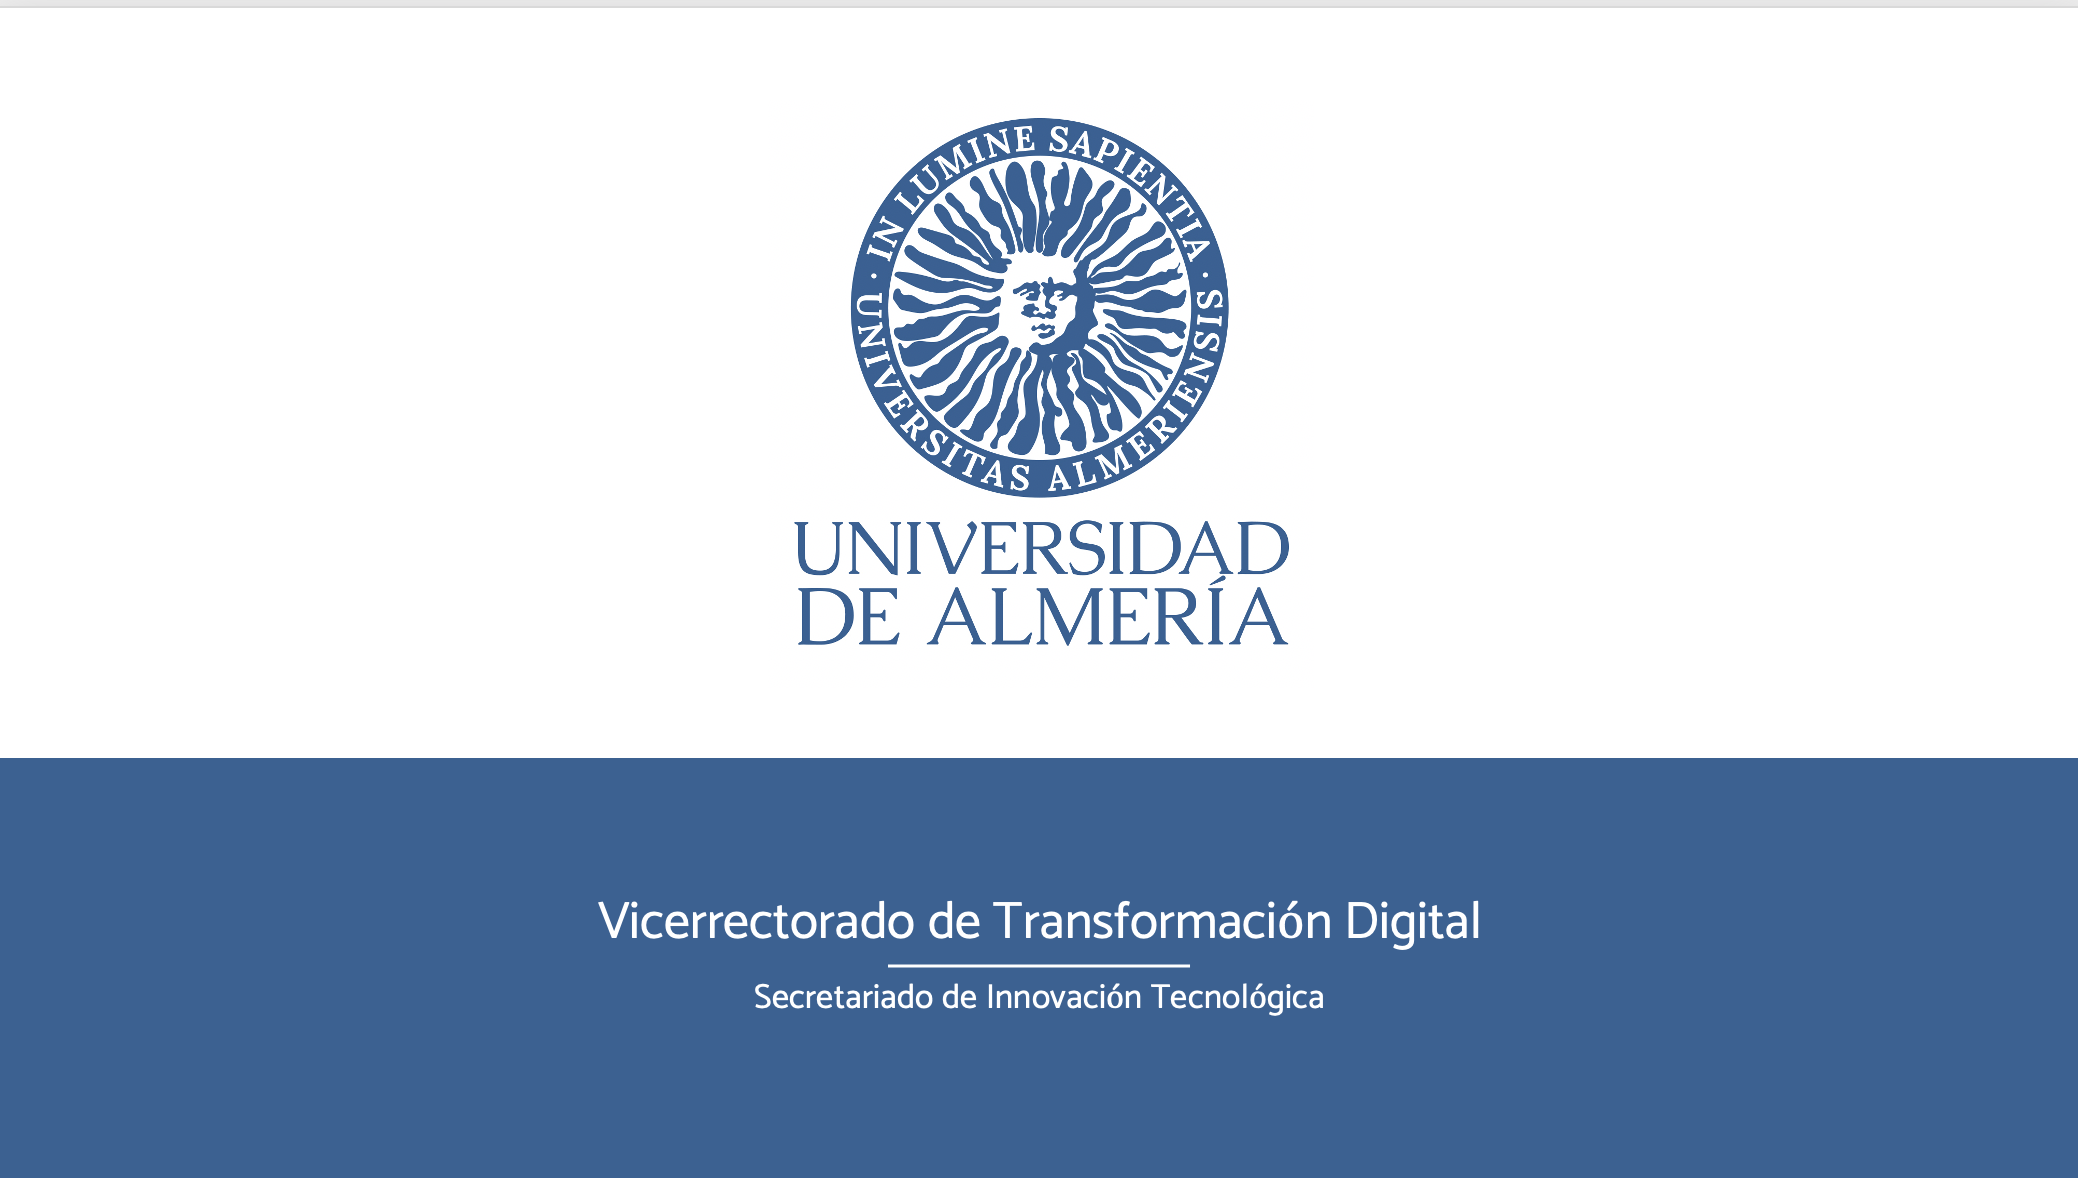 · IN LUMINE SAPIENTIA ·
UNIVERSITAS ALMERIENSIS
UNIVERSIDAD
DE ALMERÍA
Vicerrectorado de Transformación Digital
Secretariado de Innovación Tecnológica